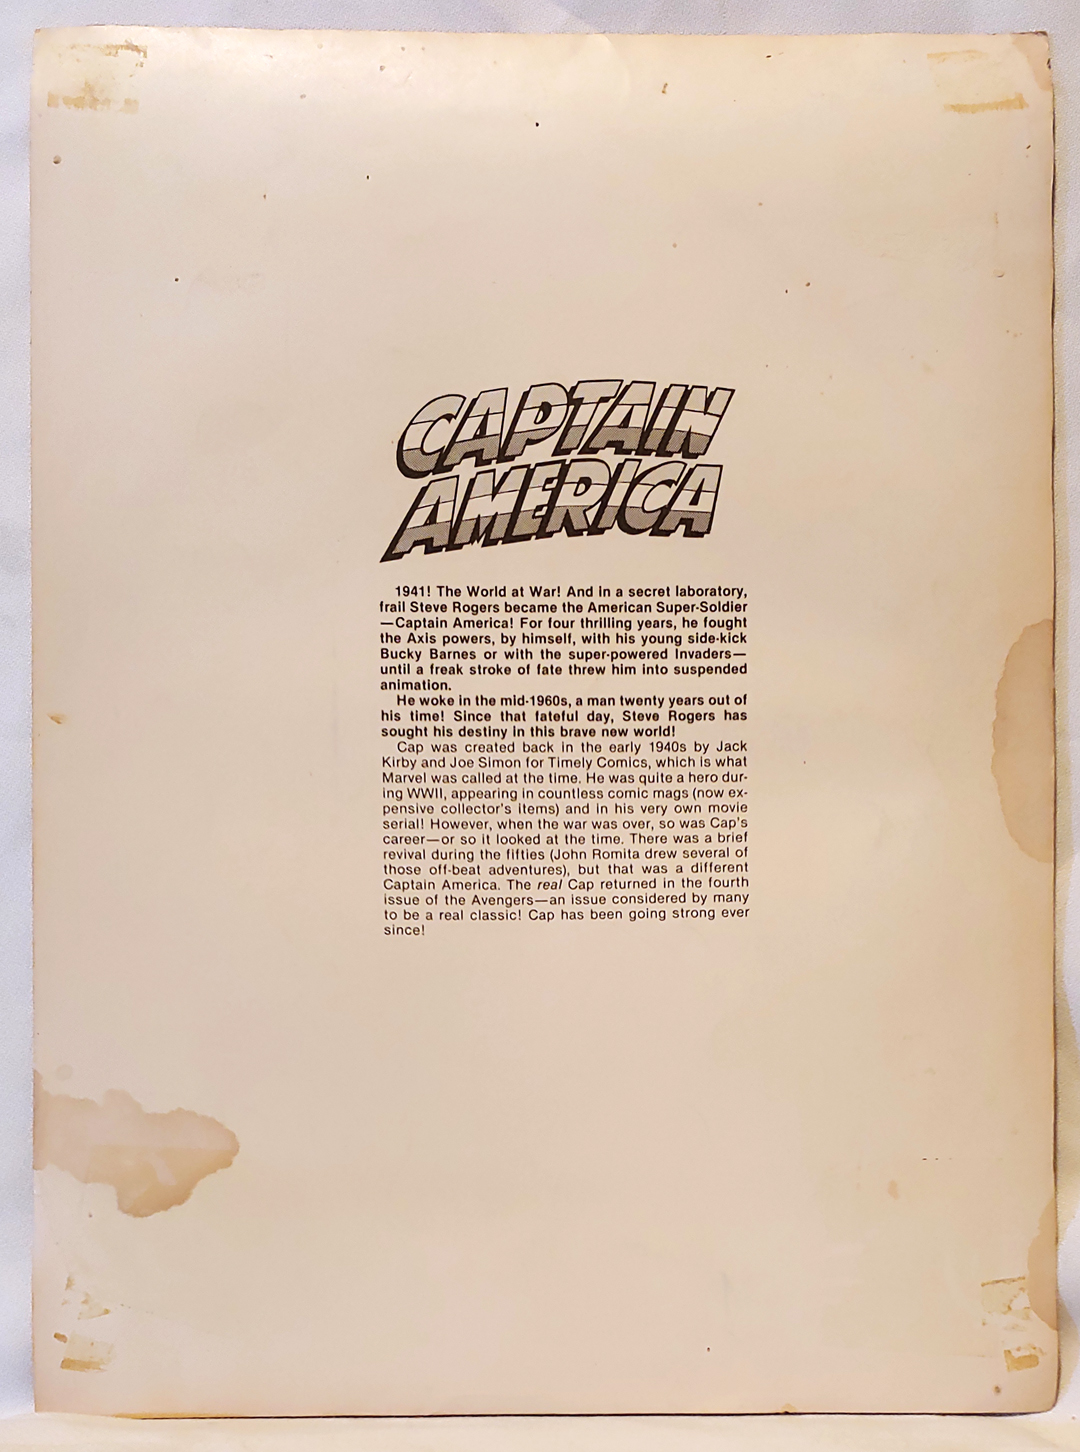 CAPTAIN
AMERICA
1941! The World at War! And in a secret laboratory,
frail Steve Rogers became the American Super-Soldier
—Captain America! For four thrilling years, he fought
the Axis powers, by himself, with his young side-kick
Bucky Barnes or with the super-powered Invaders—
until a freak stroke of fate threw him into suspended
animation.
He woke in the mid-1960s, a man twenty years out of
his time! Since that fateful day, Steve Rogers has
sought his destiny in this brave new world!
Cap was created back in the early 1940s by Jack
Kirby and Joe Simon for Timely Comics, which is what
Marvel was called at the time. He was quite a hero dur-
ing WWII, appearing in countless comic mags (now ex-
pensive collector's items) and in his very own movie
serial! However, when the war was over, so was Cap's
career—or so it looked at the time. There was a brief
revival during the fifties (John Romita drew several of
those off-beat adventures), but that was a different
Captain America. The real Cap returned in the fourth
issue of the Avengers—an issue considered by many
to be a real classic! Cap has been going strong ever
since!